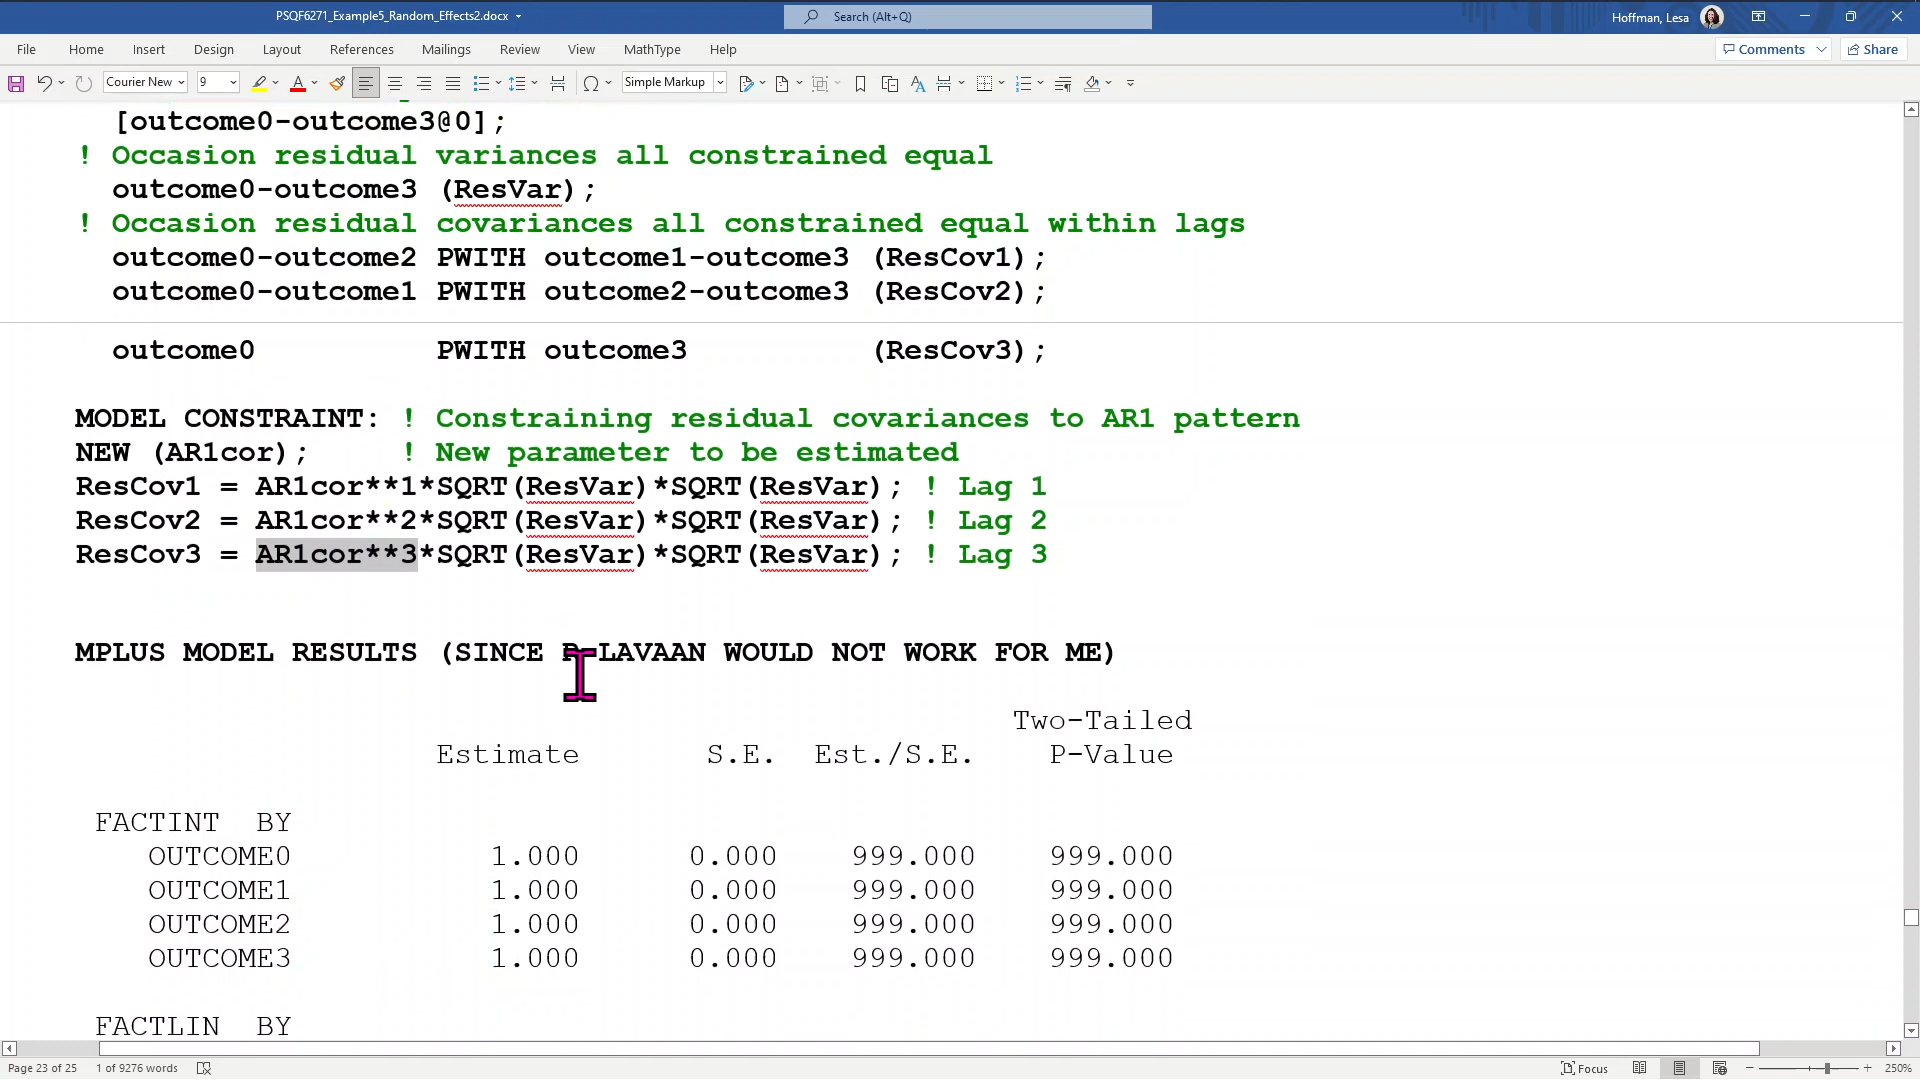 PSQF6271_Example5_Random_Effects2.docx
Search (Alt+Q)
Hoffman, Lesa
File Home Insert Design Layout References Mailings Review View MathType Help
Comments Share
Courier New 9 Simple Markup
[outcome0-outcome3@0];
! Occasion residual variances all constrained equal
outcome0-outcome3 (ResVar);
! Occasion residual covariances all constrained equal within lags
outcome0-outcome2 PWITH outcome1-outcome3 (ResCov1);
outcome0-outcome1 PWITH outcome2-outcome3 (ResCov2);
outcome0 PWITH outcome3 (ResCov3);
MODEL CONSTRAINT: ! Constraining residual covariances to AR1 pattern
NEW (AR1cor); ! New parameter to be estimated
ResCov1 = AR1cor**1*SQRT(ResVar)*SQRT(ResVar); ! Lag 1
ResCov2 = AR1cor**2*SQRT(ResVar)*SQRT(ResVar); ! Lag 2
ResCov3 = AR1cor**3*SQRT(ResVar)*SQRT(ResVar); ! Lag 3
MPLUS MODEL RESULTS (SINCE R LAVAAN WOULD NOT WORK FOR ME)
Two-Tailed
Estimate S.E. Est./S.E. P-Value
FACTINT BY
OUTCOME0 1.000 0.000 999.000 999.000
OUTCOME1 1.000 0.000 999.000 999.000
OUTCOME2 1.000 0.000 999.000 999.000
OUTCOME3 1.000 0.000 999.000 999.000
FACTLIN BY
Page 23 of 25 1 of 9276 words Focus 250%